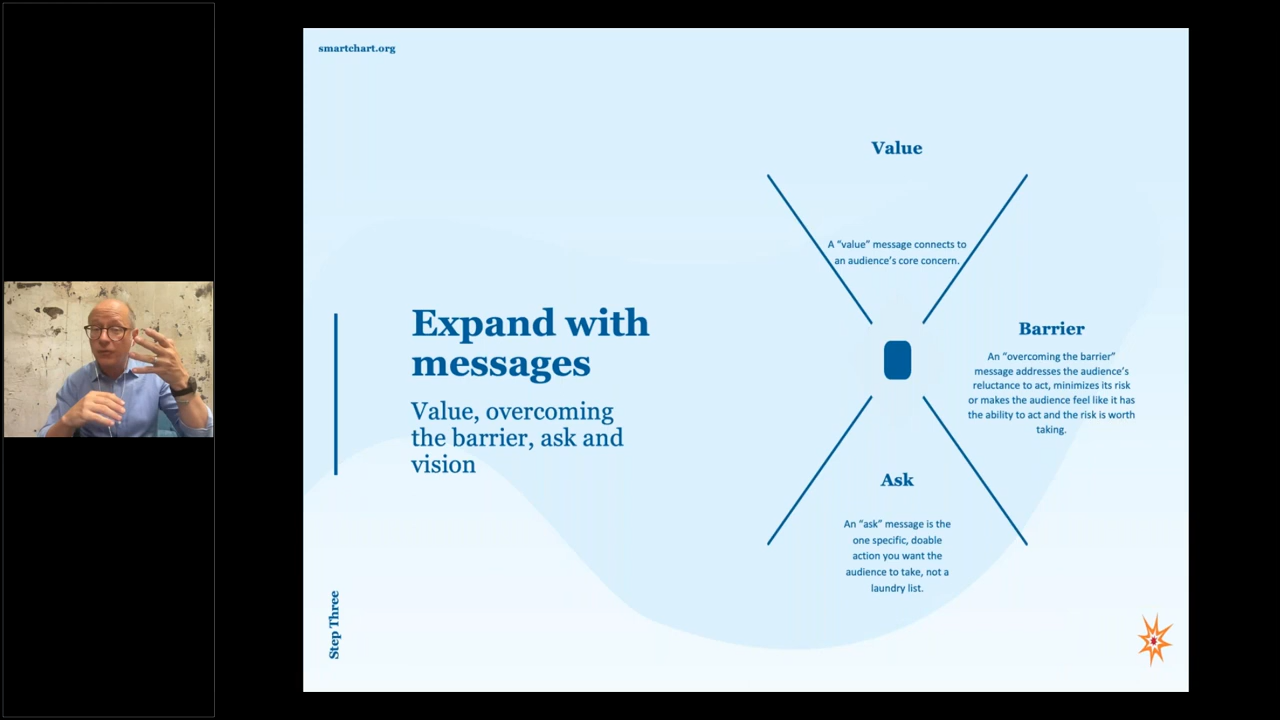 smartchart.org
Expand with
messages
Value, overcoming
the barrier, ask and
vision
Step Three
Value
A “value” message connects to
an audience’s core concern.
Barrier
An “overcoming the barrier”
message addresses the audience’s
reluctance to act, minimizes its risk
or makes the audience feel like it has
the ability to act and the risk is worth
taking.
Ask
An “ask” message is the
one specific, doable
action you want the
audience to take, not a
laundry list.